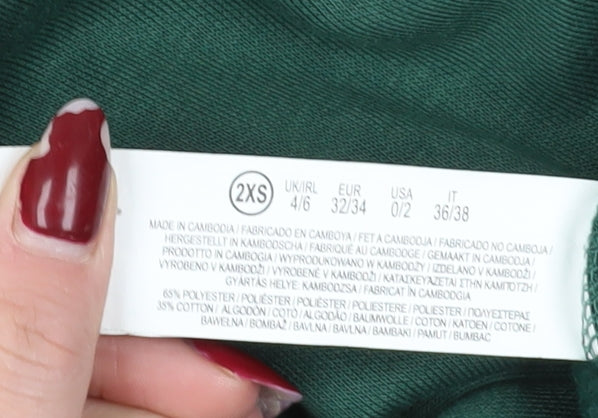 2XS UK/IRL EUR USA IT
4/6 32/34 0/2 36/38
MADE IN CAMBODIA / FABRICADO EN CAMBOYA / FET A CAMBODJA / FABRICADO NO CAMBOJA /
HERGESTELLT IN KAMBODSCHA / FABRIQUÉ AU CAMBODGE / GEMAAKT IN CAMBODJA /
PRODOTTO IN CAMBOGIA / WYPRODUKOWANO W KAMBODŻY / IZDELANO V KAMBODŽI /
VYROBENO V KAMBODŽI / VYROBENÉ V KAMBODŽI / ΚΑΤΑΣΚΕΥΑΖΕΤΑΙ ΣΤΗΝ ΚΑΜΠΟΤΖΗ /
GYÁRTÁS HELYE: KAMBODZSA / FABRICAT ÎN CAMBODGIA
65% POLYESTER / POLIÉSTER / POLIÈSTER / POLIESTERE / POLIESTER / ΠΟΛΥΕΣΤΕΡΑΣ
35% COTTON / ALGODÓN / COTÓ / ALGODÃO / BAUMWOLLE / COTON / KATOEN / COTONE /
BAWEŁNA / BOMBAŽ / BAVLNA / BAVLNA / ΒΑΜΒΑΚΙ / PAMUT / BUMBAC